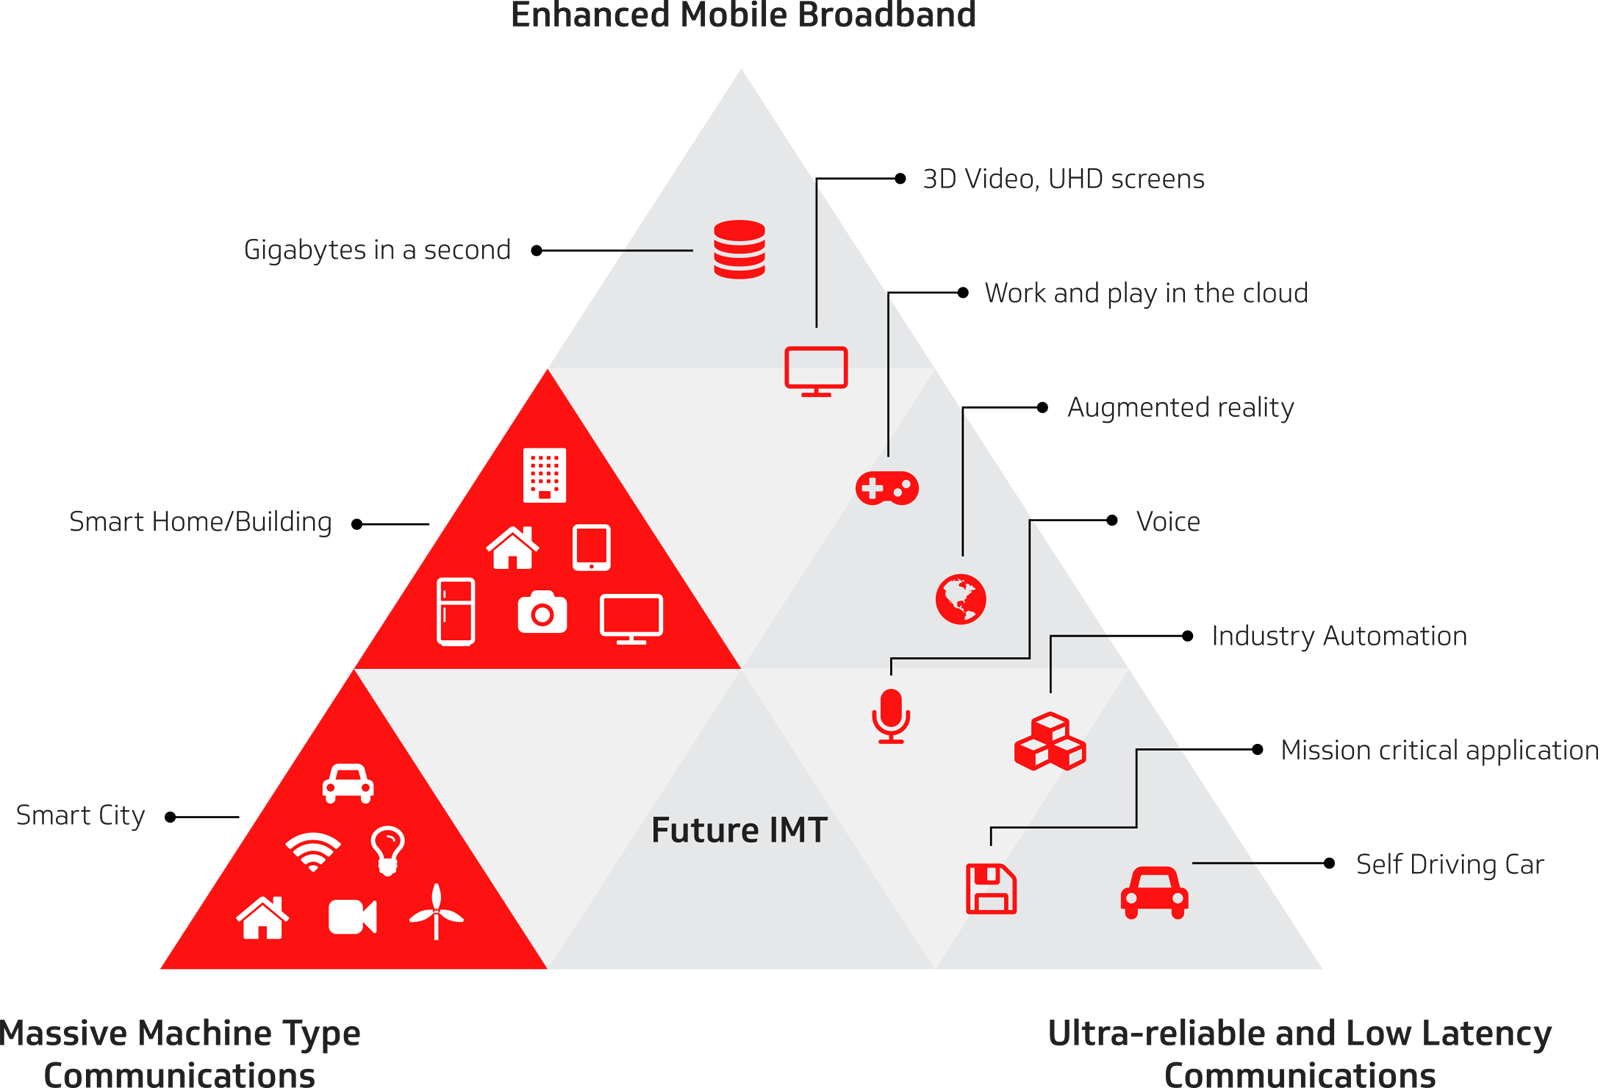 Enhanced Mobile Broadband
3D Video, UHD screens
Gigabytes in a second
Work and play in the cloud
Augmented reality
Smart Home/Building
Voice
Industry Automation
Mission critical application
Smart City
Future IMT
Self Driving Car
Massive Machine Type
Communications
Ultra-reliable and Low Latency
Communications